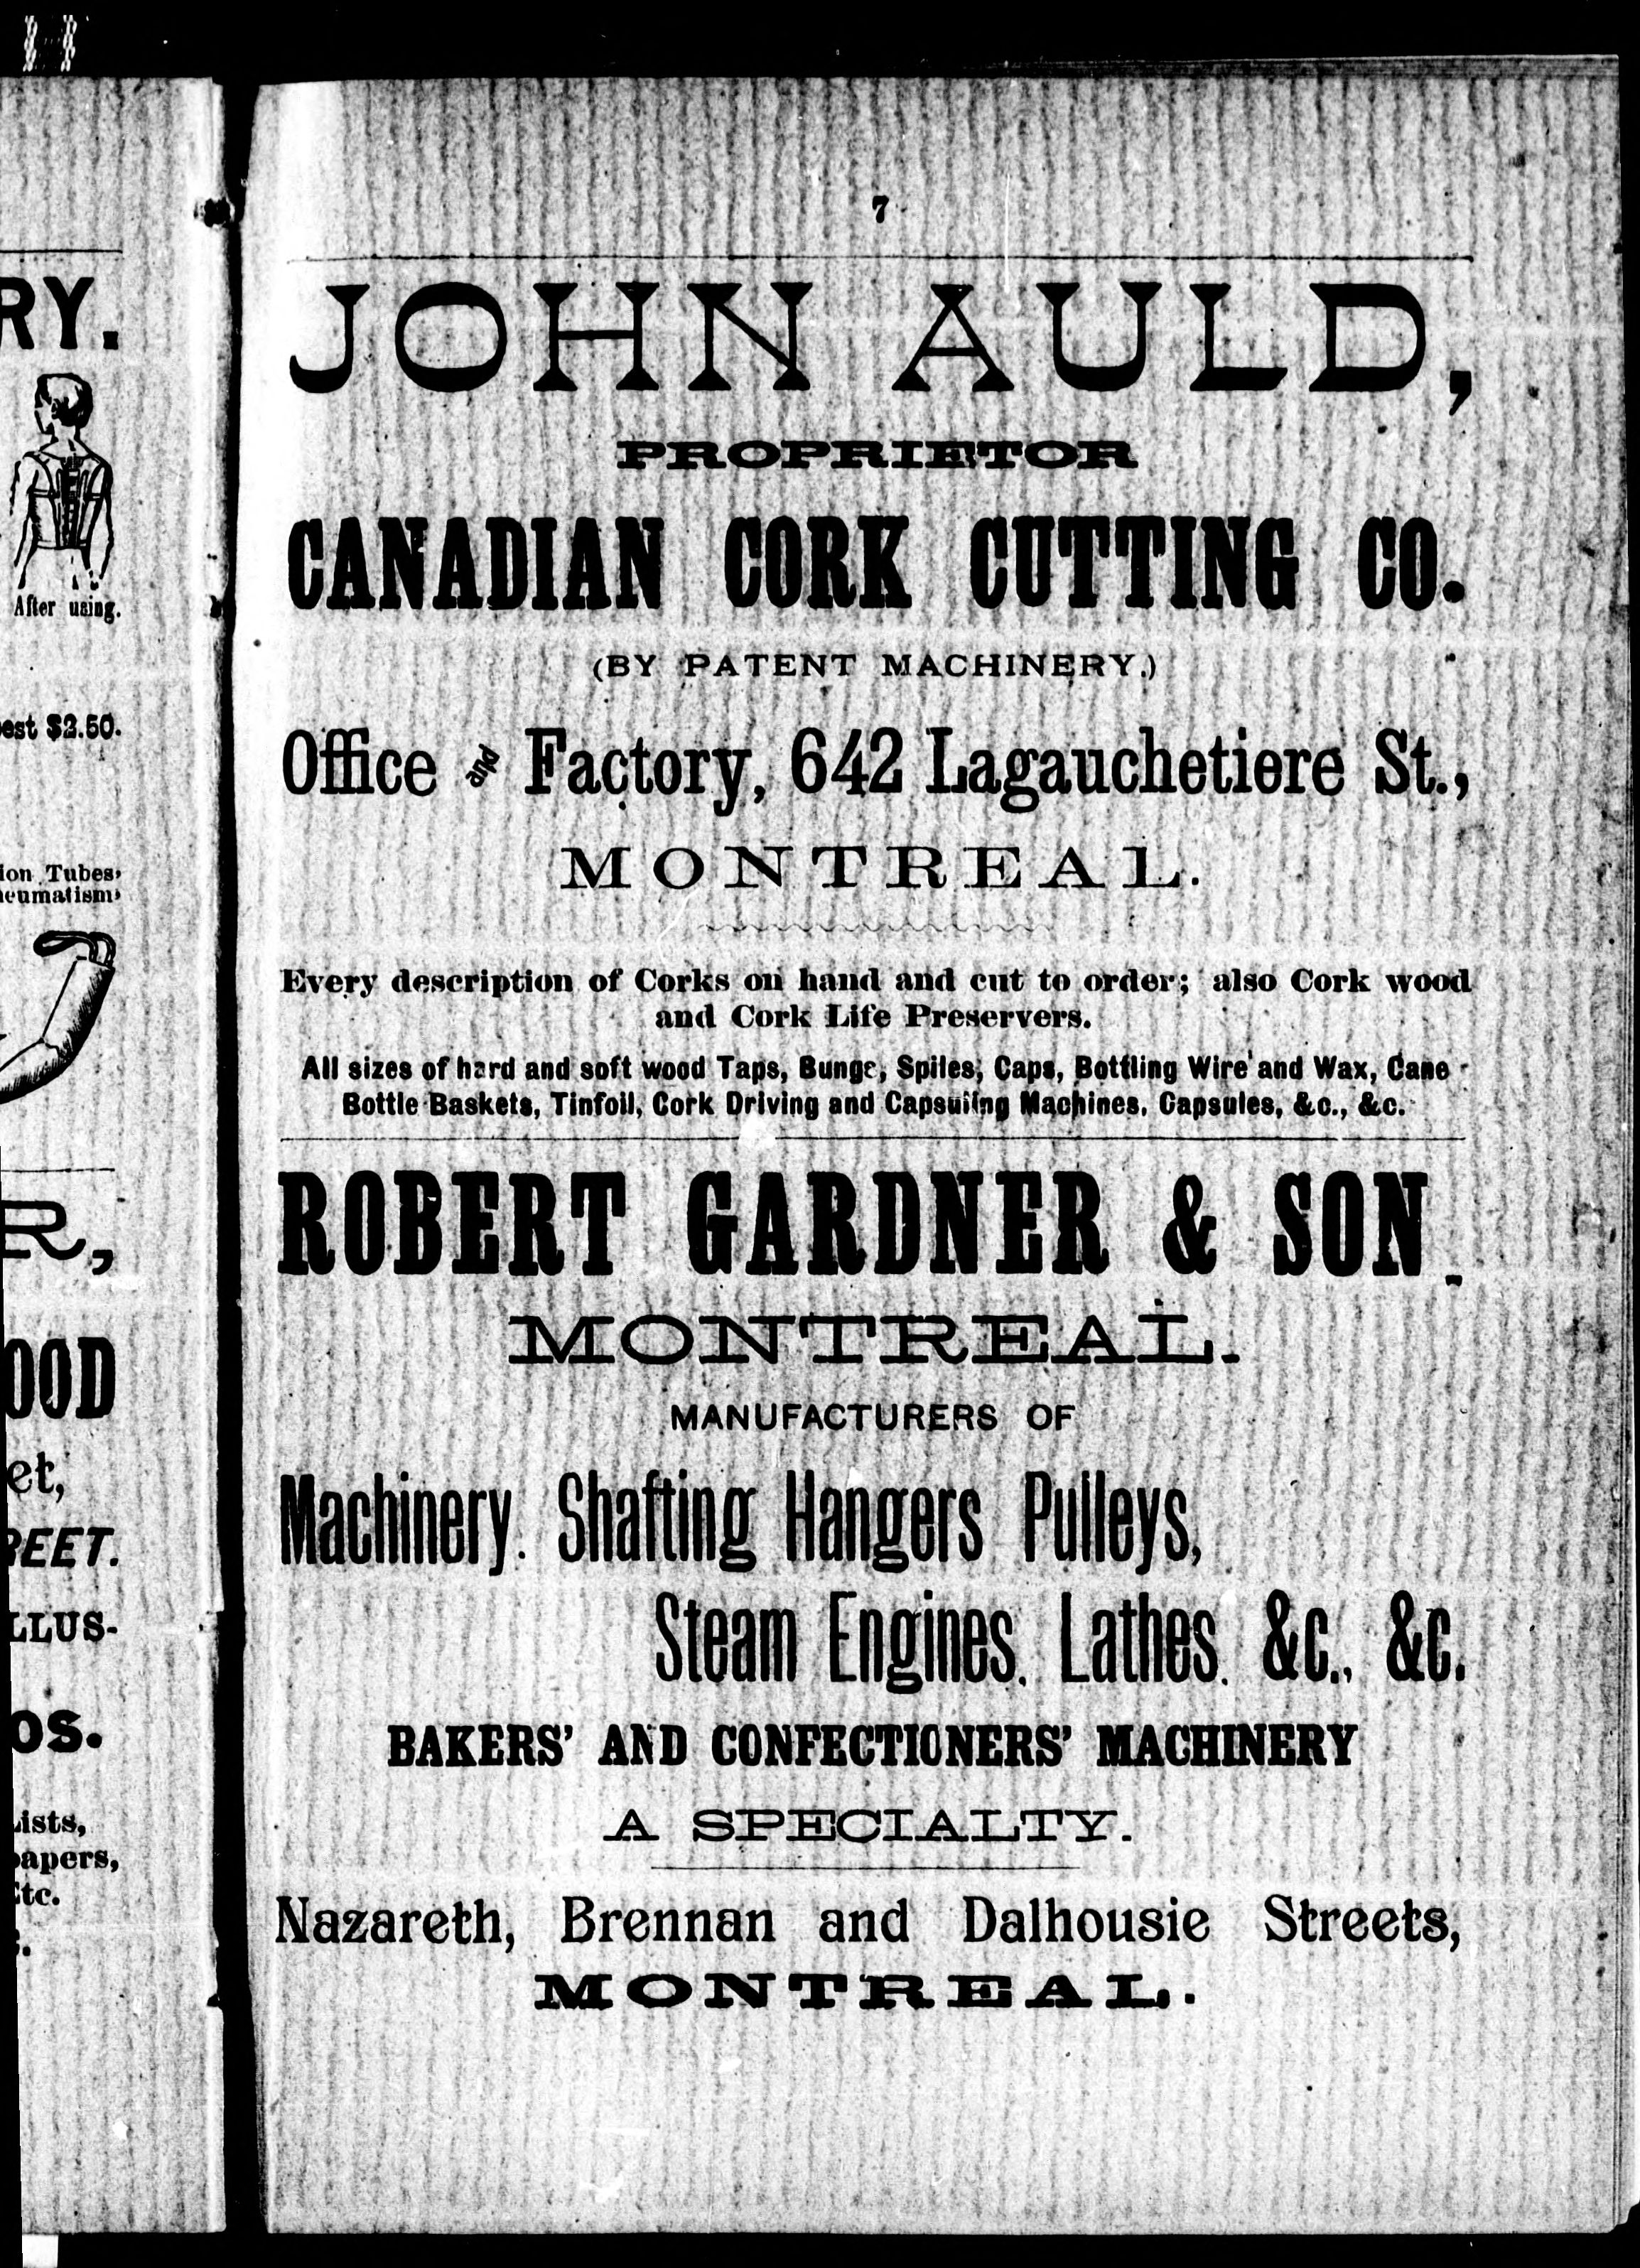 RY.
After using.
est $2.50.
ion Tubes,
eumatism,
R,
OOD
et,
REET.
LLUS-
OS.
ists,
apers,
Etc.
7
JOHN AULD,
PROPRIETOR
CANADIAN CORK CUTTING CO.
(BY PATENT MACHINERY.)
Office and Factory, 642 Lagauchetiere St.,
MONTREAL.
Every description of Corks on hand and cut to order; also Cork wood
and Cork Life Preservers.
All sizes of hard and soft wood Taps, Bungs, Spiles, Caps, Bottling Wire and Wax, Cane
Bottle Baskets, Tinfoil, Cork Driving and Capsuling Machines, Capsules, &c., &c.
ROBERT GARDNER & SON.
MONTREAL.
MANUFACTURERS OF
Machinery. Shafting Hangers Pulleys,
Steam Engines, Lathes, &c., &c.
BAKERS' AND CONFECTIONERS' MACHINERY
A SPECIALTY.
Nazareth, Brennan and Dalhousie Streets,
MONTREAL.